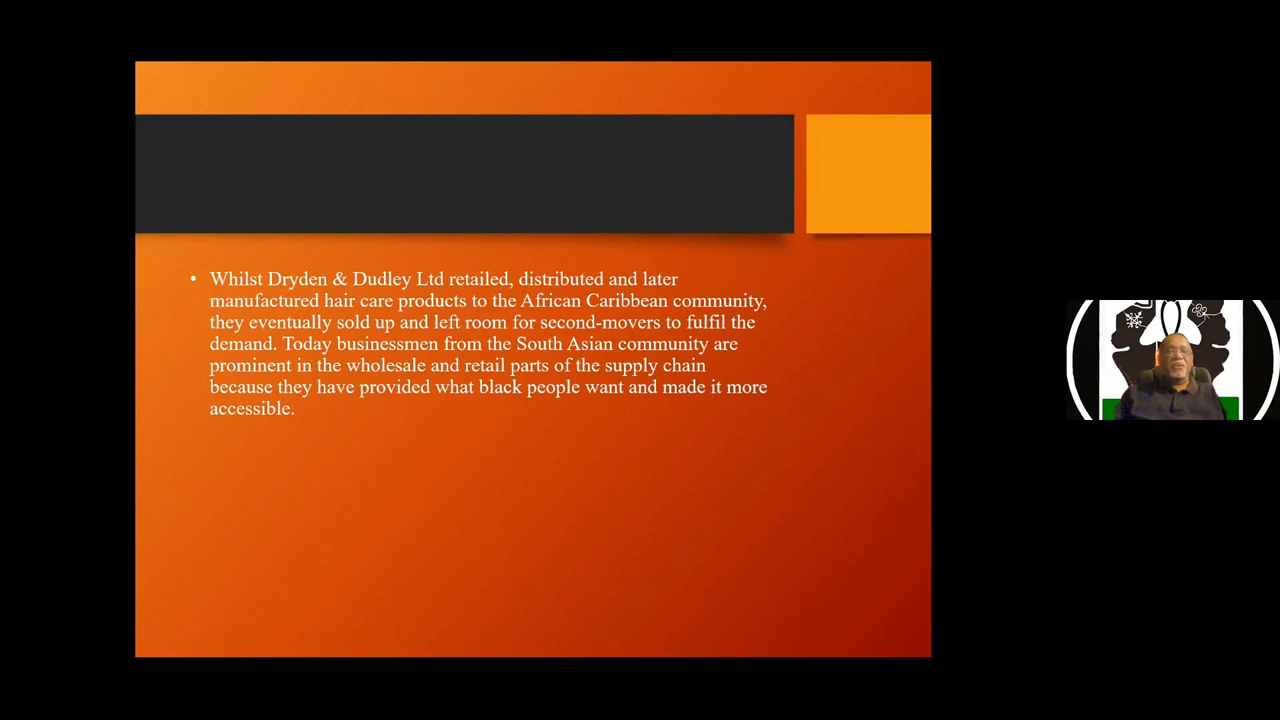 • Whilst Dryden & Dudley Ltd retailed, distributed and later
manufactured hair care products to the African Caribbean community,
they eventually sold up and left room for second-movers to fulfil the
demand. Today businessmen from the South Asian community are
prominent in the wholesale and retail parts of the supply chain
because they have provided what black people want and made it more
accessible.